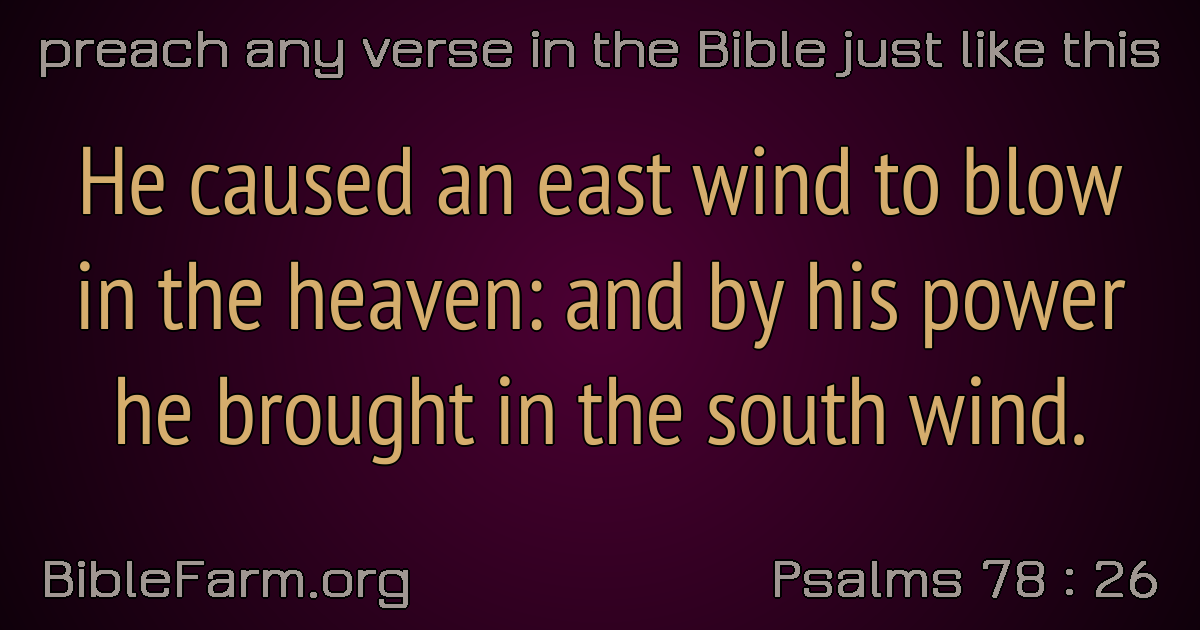 preach any verse in the Bible just like this
He caused an east wind to blow
in the heaven: and by his power
he brought in the south wind.
BibleFarm.org
Psalms 78 : 26